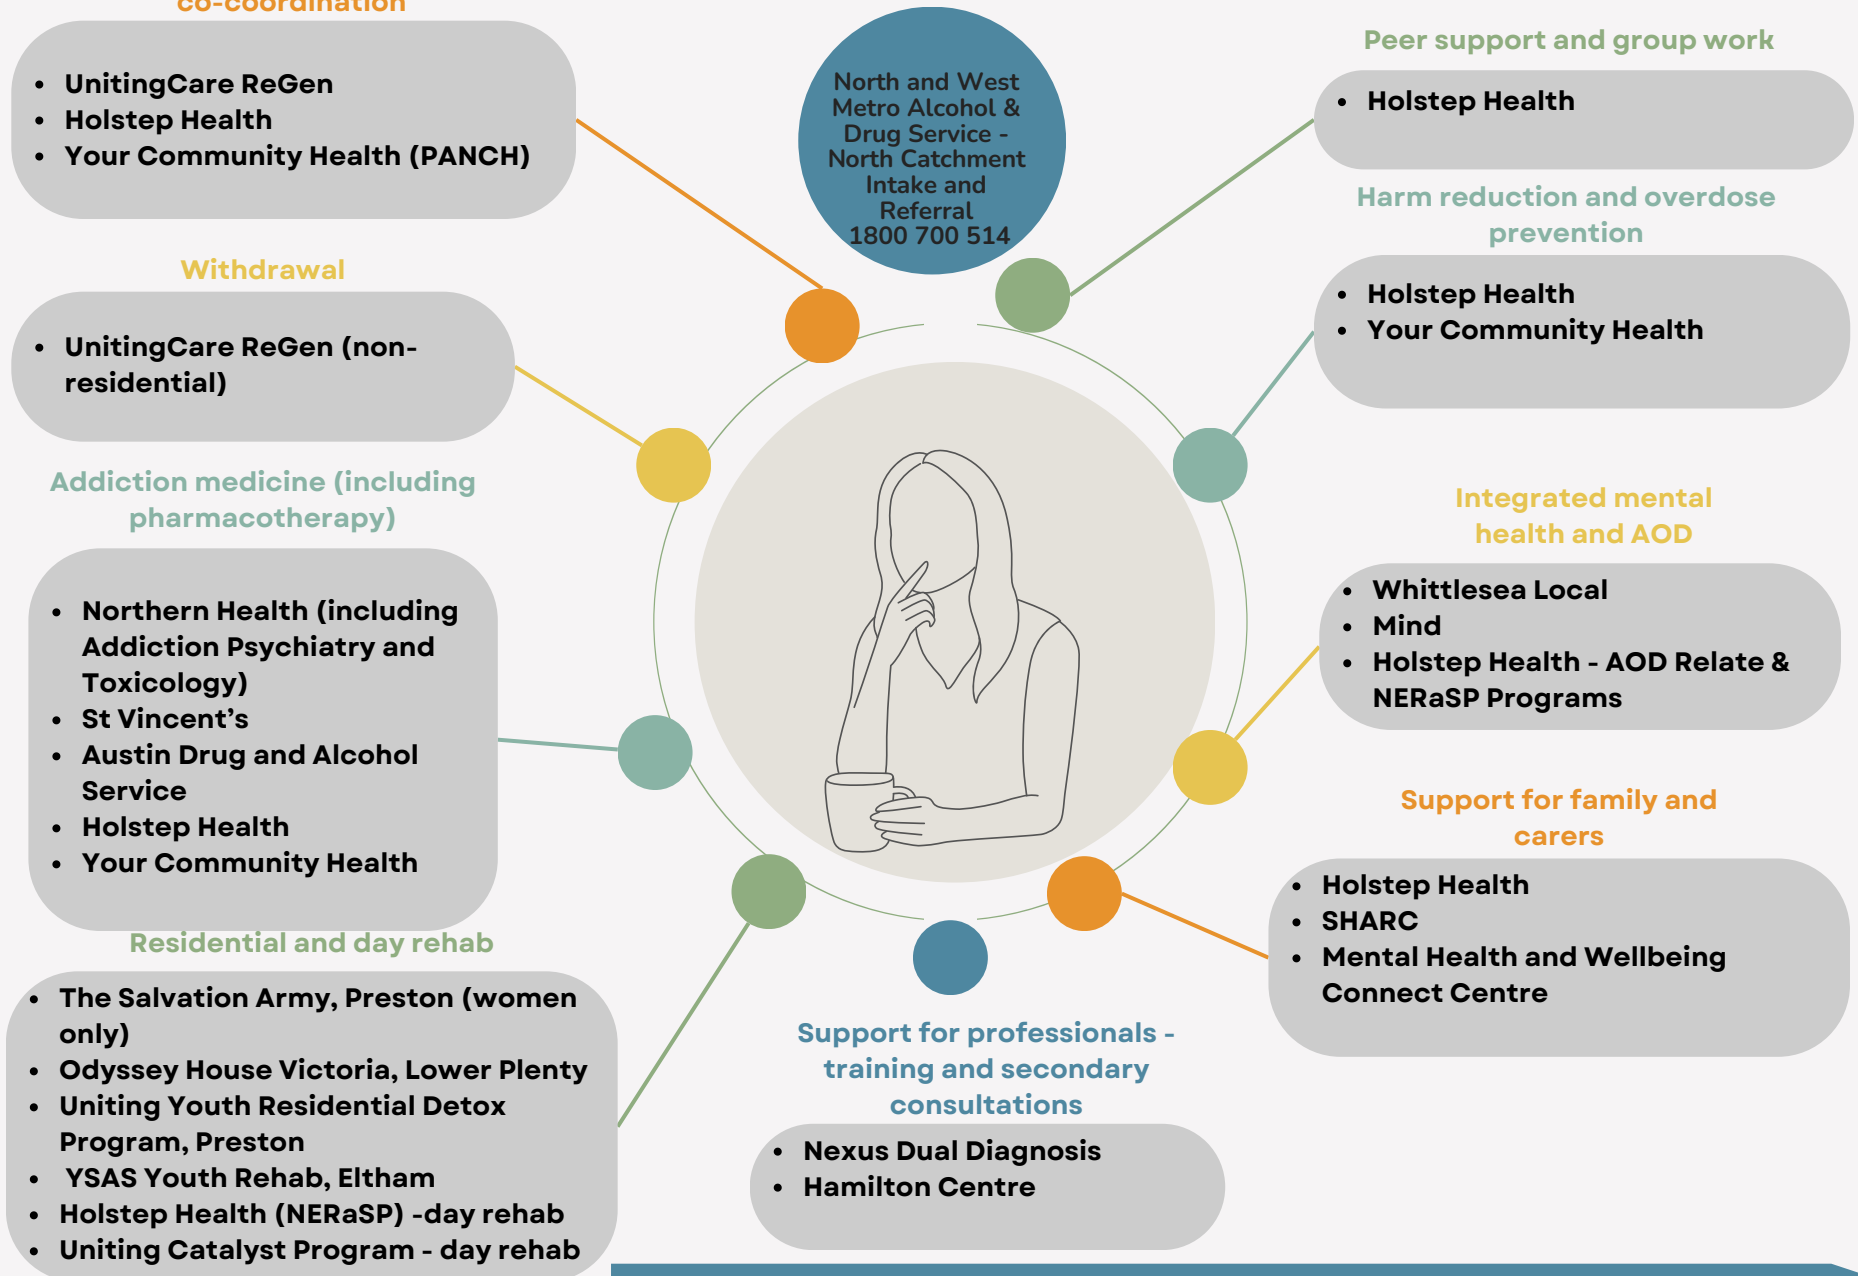 co-coordination
• UnitingCare ReGen
• Holstep Health
• Your Community Health (PANCH)
Withdrawal
• UnitingCare ReGen (non-
residential)
Addiction medicine (including
pharmacotherapy)
• Northern Health (including
Addiction Psychiatry and
Toxicology)
• St Vincent’s
• Austin Drug and Alcohol
Service
• Holstep Health
• Your Community Health
Residential and day rehab
• The Salvation Army, Preston (women
only)
• Odyssey House Victoria, Lower Plenty
• Uniting Youth Residential Detox
Program, Preston
• YSAS Youth Rehab, Eltham
• Holstep Health (NERaSP) -day rehab
• Uniting Catalyst Program - day rehab
North and West
Metro Alcohol &
Drug Service -
North Catchment
Intake and
Referral
1800 700 514
Support for professionals -
training and secondary
consultations
• Nexus Dual Diagnosis
• Hamilton Centre
Peer support and group work
• Holstep Health
Harm reduction and overdose
prevention
• Holstep Health
• Your Community Health
Integrated mental
health and AOD
• Whittlesea Local
• Mind
• Holstep Health - AOD Relate &
NERaSP Programs
Support for family and
carers
• Holstep Health
• SHARC
• Mental Health and Wellbeing
Connect Centre